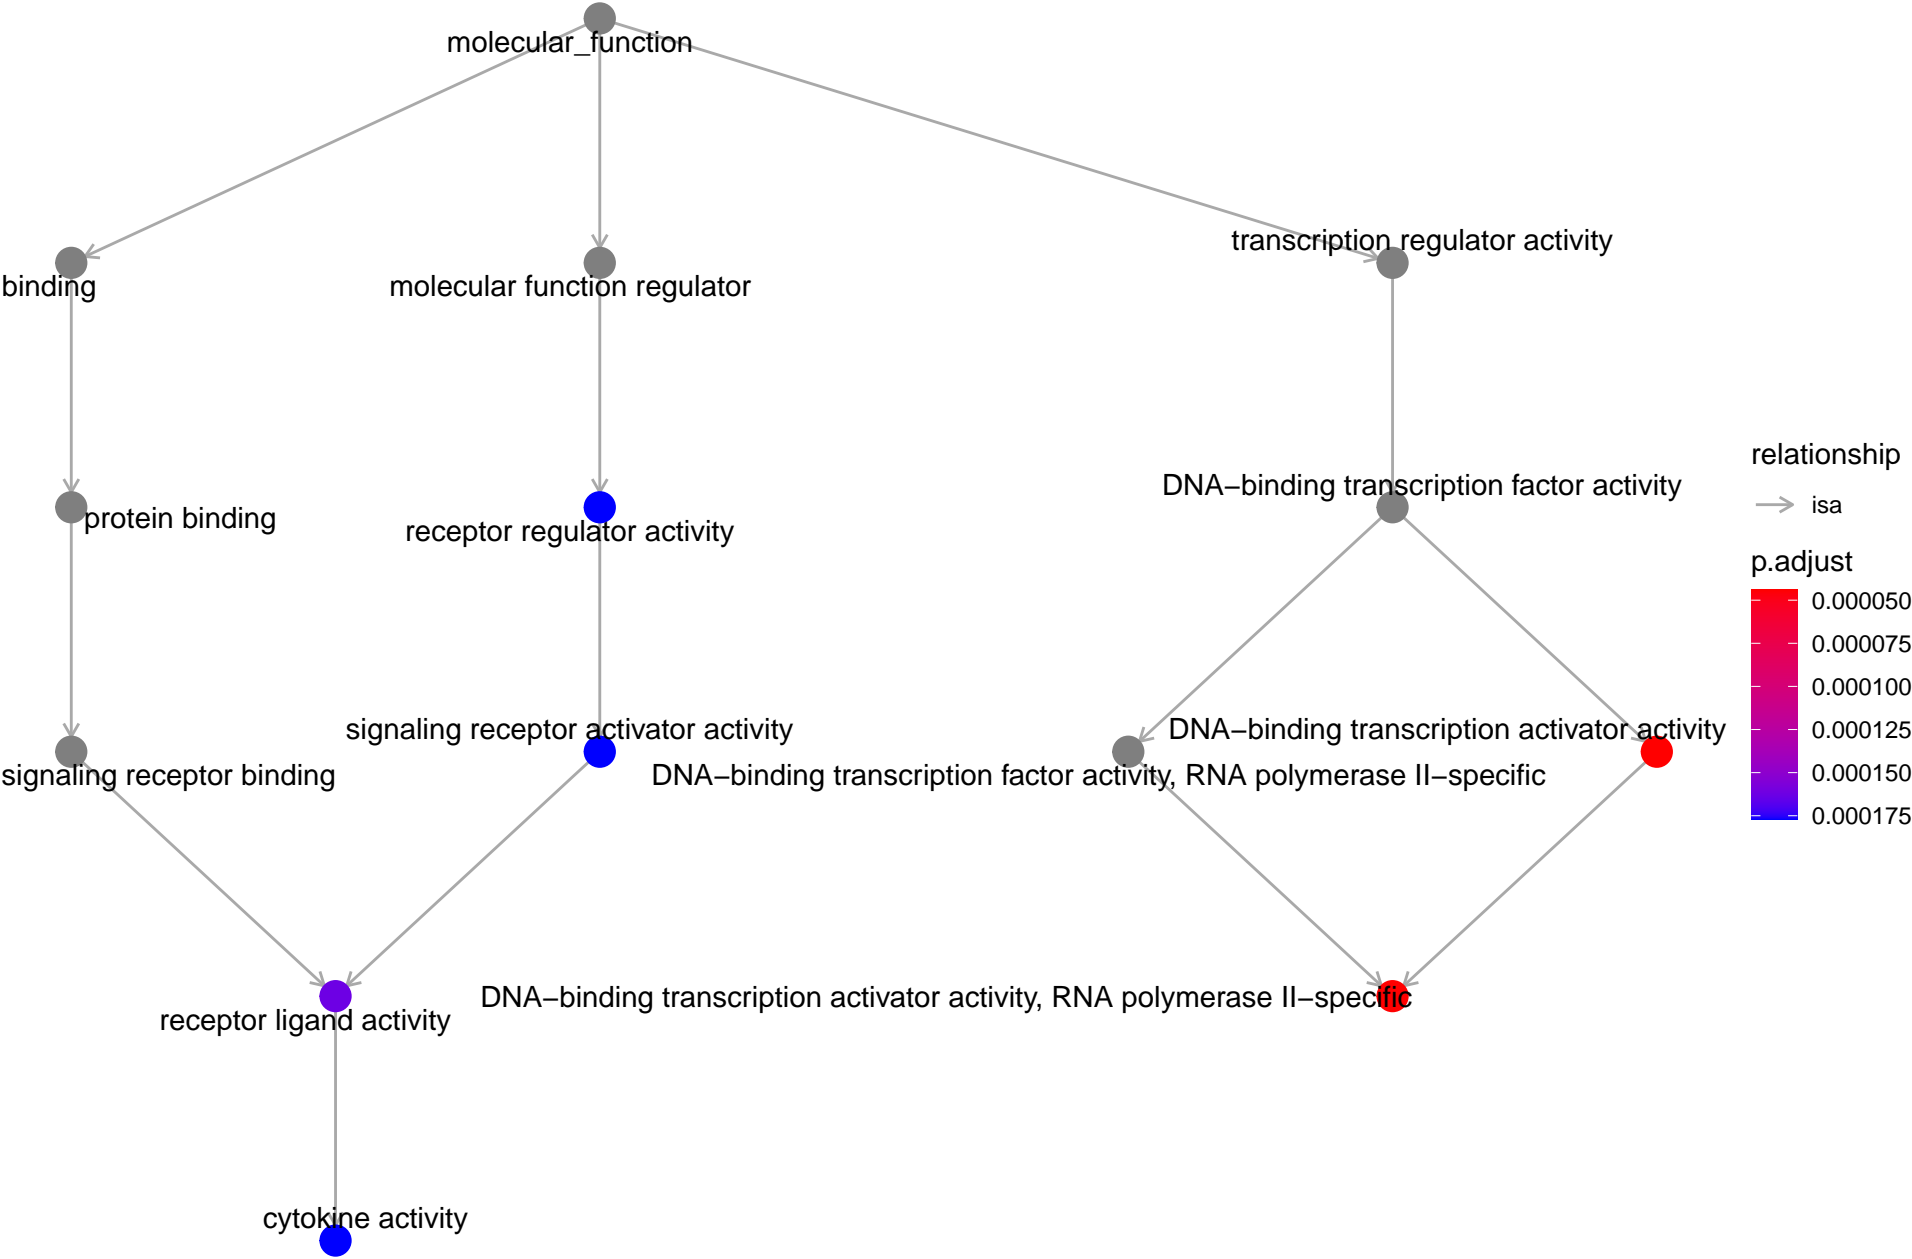 molecular_function
transcription regulator activity
binding
molecular function regulator
relationship
isa
DNA−binding transcription factor activity
protein binding
receptor regulator activity
p.adjust
0.000050
0.000075
0.000100
0.000125
0.000150
0.000175
signaling receptor activator activity
DNA−binding transcription activator activity
signaling receptor binding
DNA−binding transcription factor activity, RNA polymerase II−specific
DNA−binding transcription activator activity, RNA polymerase II−specific
receptor ligand activity
cytokine activity